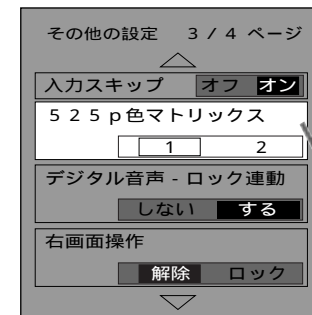 その他の設定　３/４ ページ
入力スキップ　オフ　オン
５２５ｐ色マトリックス
１　２
デジタル音声 - ロック連動
しない　する
右画面操作
解除　ロック